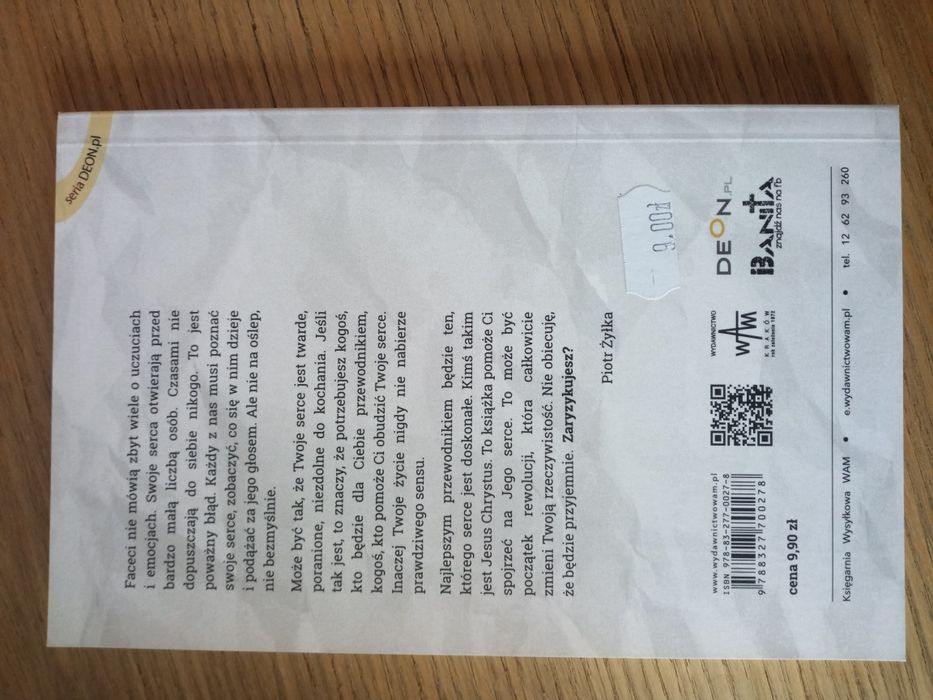 seria DEON.pl
Faceci nie mówią zbyt wiele o uczuciach
i emocjach. Swoje serca otwierają przed
bardzo małą liczbą osób. Czasami nie
dopuszczają do siebie nikogo. To jest
poważny błąd. Każdy z nas musi poznać
swoje serce, zobaczyć, co się w nim dzieje
i podążać za jego głosem. Ale nie na oślep,
nie bezmyślnie.
Może być tak, że Twoje serce jest twarde,
poranione, niezdolne do kochania. Jeśli
tak jest, to znaczy, że potrzebujesz kogoś,
kto będzie dla Ciebie przewodnikiem,
kogoś, kto pomoże Ci obudzić Twoje serce.
Inaczej Twoje życie nigdy nie nabierze
prawdziwego sensu.
Najlepszym przewodnikiem będzie ten,
którego serce jest doskonałe. Kimś takim
jest Jesus Chrystus. Ta książka pomoże Ci
spojrzeć na Jego serce. To może być
początek rewolucji, która całkowicie
zmieni Twoją rzeczywistość. Nie obiecuję,
że będzie przyjemnie. Zaryzykujesz?
Piotr Żyłka
9.00zł
www.wydawnictwowam.pl
ISBN 978-83-277-0027-8
9 788327 700278
cena 9,90 zł
WYDAWNICTWO
WAM
KRAKÓW
rok założenia 1872
DEON.PL
BANITA
znajdź nas na fb
Księgarnia Wysyłkowa WAM • e.wydawnictwowam.pl • tel. 12 62 93 260